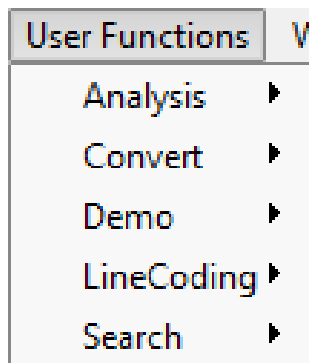 User Functions
Analysis
Convert
Demo
LineCoding
Search